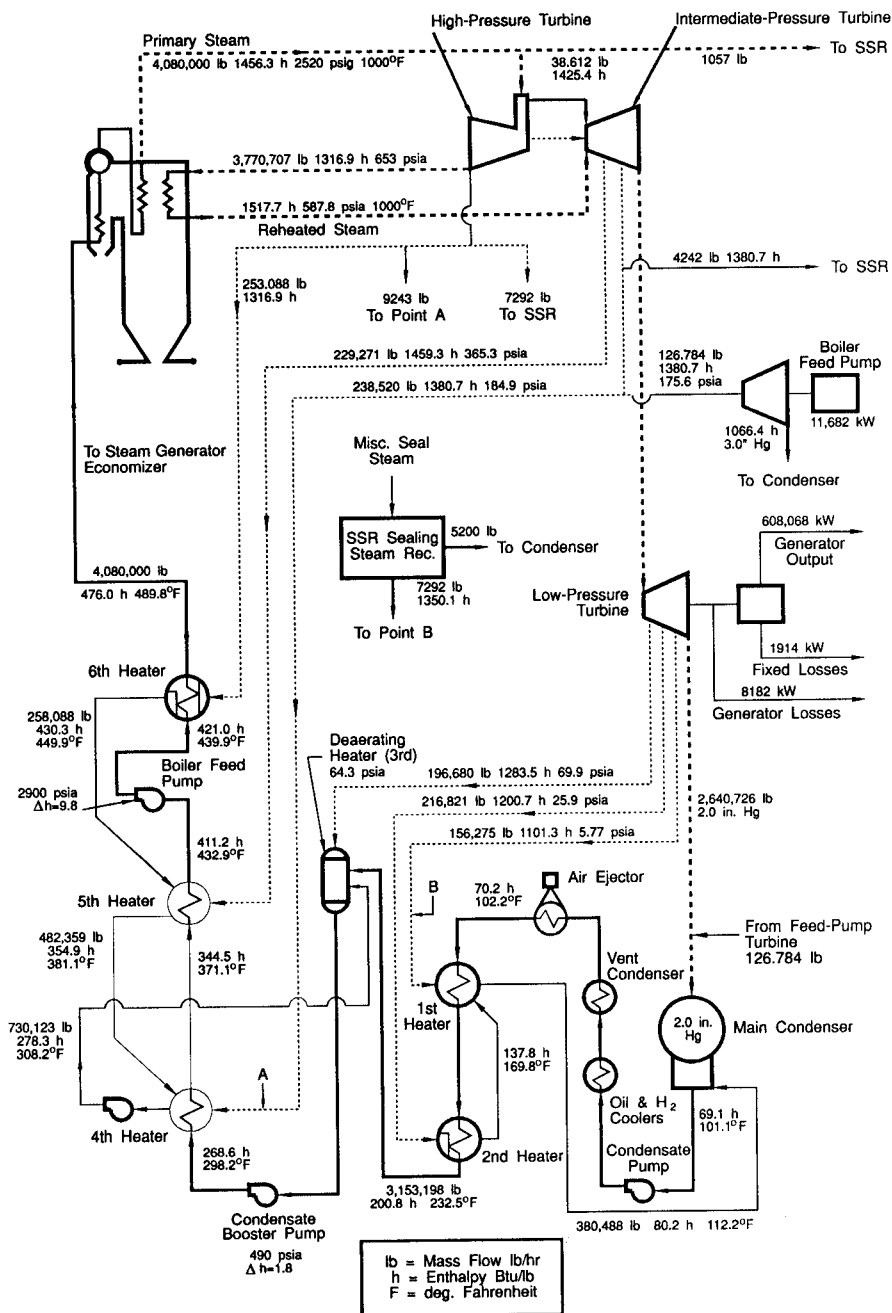 High-Pressure Turbine
Intermediate-Pressure Turbine
Primary Steam
4,080,000 lb 1456.3 h 2520 psig 1000°F
38.612 lb
1425.4 h
1057 lb
To SSR
3,770,707 lb 1316.9 h 653 psia
1517.7 h 587.8 psia 1000°F
Reheated Steam
253.088 lb
1316.9 h
9243 lb
To Point A
7292 lb
To SSR
4242 lb 1380.7 h
To SSR
229,271 lb 1459.3 h 365.3 psia
238,520 lb 1380.7 h 184.9 psia
126.784 lb
1380.7 h
175.6 psia
Boiler
Feed Pump
11,682 kW
1066.4 h
3.0" Hg
To Condenser
To Steam Generator
Economizer
Misc. Seal
Steam
SSR Sealing
Steam Rec.
5200 lb
To Condenser
7292 lb
1350.1 h
To Point B
608,068 kW
Generator
Output
Low-Pressure
Turbine
1914 kW
Fixed Losses
8182 kW
Generator Losses
4,080,000 lb
476.0 h 489.8°F
6th Heater
258,088 lb
430.3 h
449.9°F
421.0 h
439.9°F
Boiler Feed
Pump
2900 psia
Δh=9.8
411.2 h
432.9°F
Deaerating
Heater (3rd)
64.3 psia
196,680 lb 1283.5 h 69.9 psia
216,821 lb 1200.7 h 25.9 psia
156,275 lb 1101.3 h 5.77 psia
2,640,726 lb
2.0 in. Hg
5th Heater
482,359 lb
354.9 h
381.1°F
344.5 h
371.1°F
B
70.2 h
102.2°F
Air Ejector
From Feed-Pump
Turbine
126.784 lb
Vent
Condenser
1st
Heater
2.0 in.
Hg
Main Condenser
730,123 lb
278.3 h
308.2°F
A
137.8 h
169.8°F
Oil & H2
Coolers
69.1 h
101.1°F
4th Heater
2nd Heater
Condensate
Pump
268.6 h
298.2°F
3,153,198 lb
200.8 h 232.5°F
380,488 lb 80.2 h 112.2°F
Condensate
Booster Pump
490 psia
Δ h=1.8
lb = Mass Flow lb/hr
h = Enthalpy Btu/lb
F = deg. Fahrenheit